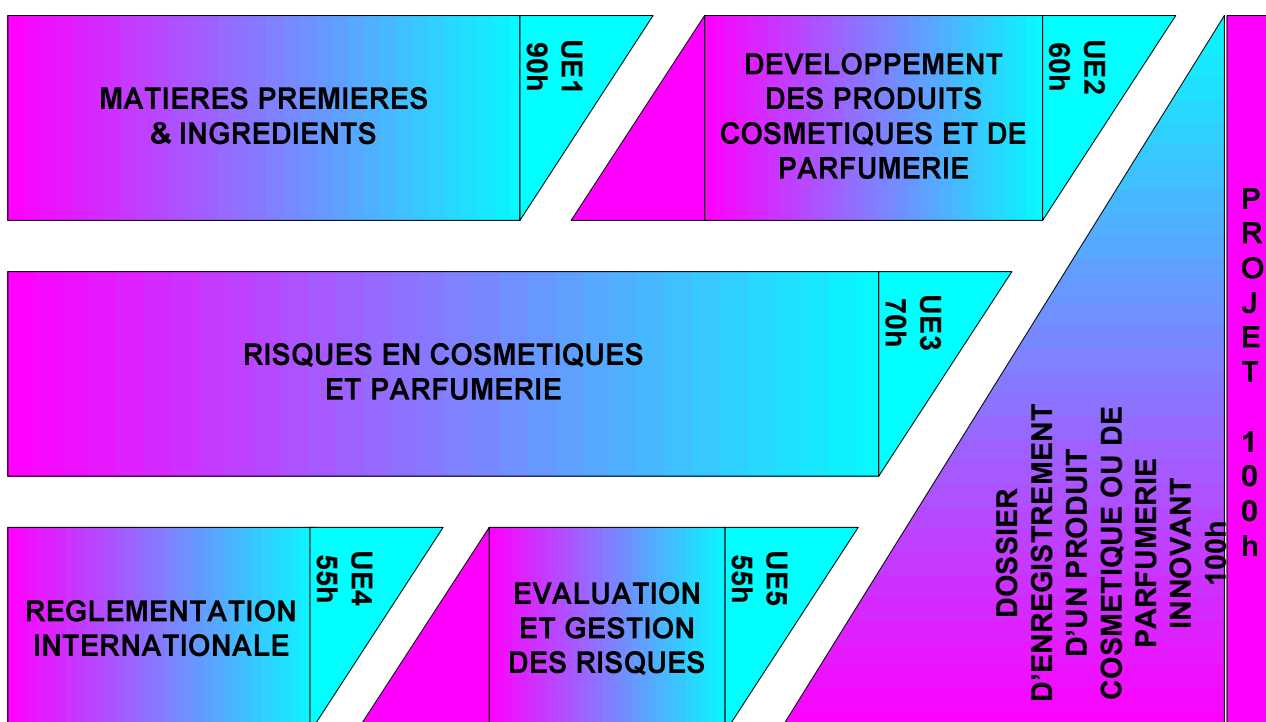 MATIERES PREMIERES
& INGREDIENTS
UE1
90h
DEVELOPPEMENT
DES PRODUITS
COSMETIQUES ET DE
PARFUMERIE
UE2
60h
RISQUES EN COSMETIQUES
ET PARFUMERIE
UE3
70h
REGLEMENTATION
INTERNATIONALE
UE4
55h
EVALUATION
ET GESTION
DES RISQUES
UE5
55h
DOSSIER
D'ENREGISTREMENT
D'UN PRODUIT
COSMETIQUE OU DE
PARFUMERIE
INNOVANT
100h
PROJET 100h